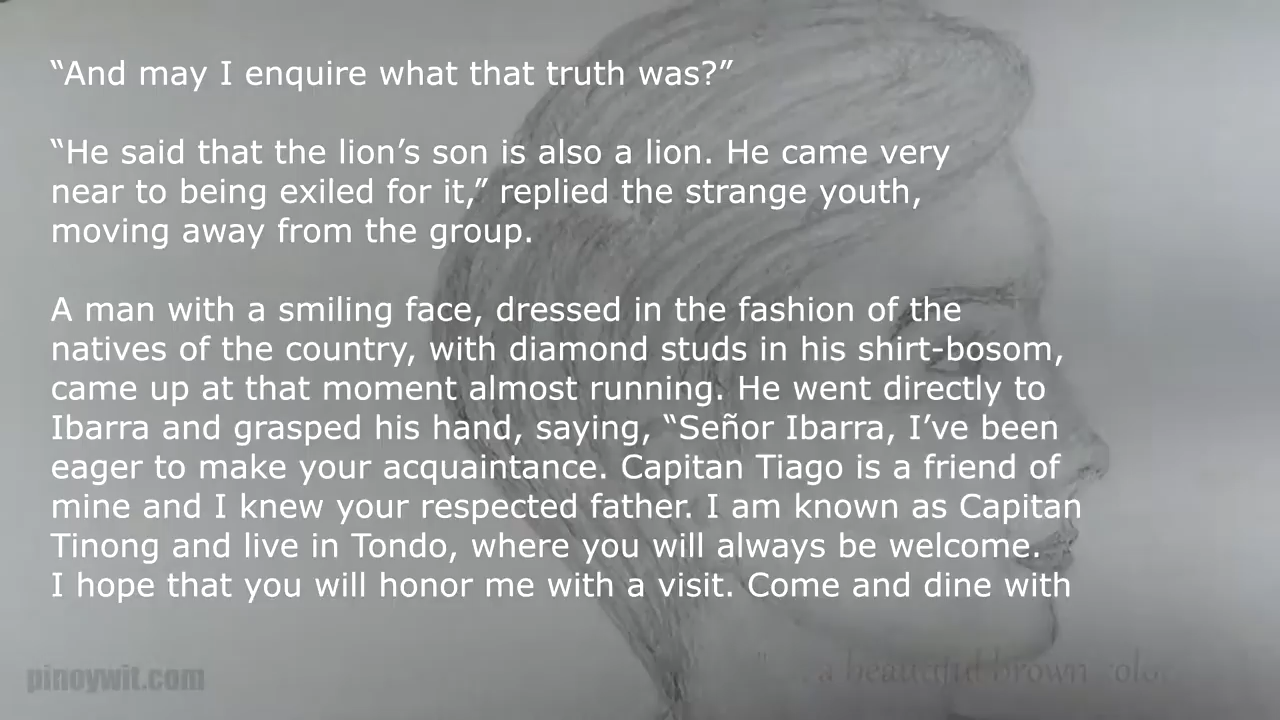 “And may I enquire what that truth was?”
“He said that the lion’s son is also a lion. He came very
near to being exiled for it,” replied the strange youth,
moving away from the group.
A man with a smiling face, dressed in the fashion of the
natives of the country, with diamond studs in his shirt-bosom,
came up at that moment almost running. He went directly to
Ibarra and grasped his hand, saying, “Señor Ibarra, I’ve been
eager to make your acquaintance. Capitan Tiago is a friend of
mine and I knew your respected father. I am known as Capitan
Tinong and live in Tondo, where you will always be welcome.
I hope that you will honor me with a visit. Come and dine with
pinoywit.com
a beautiful brown